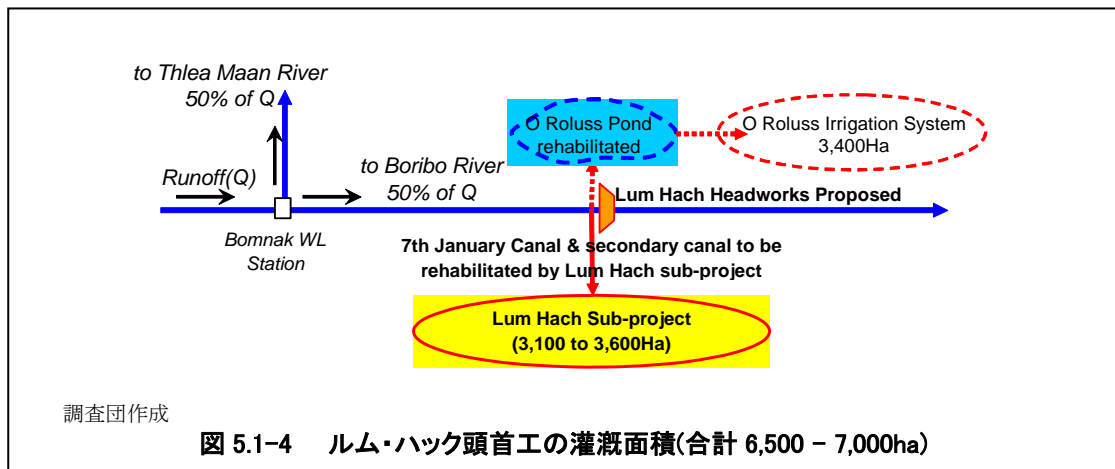 to Thlea Maan River
50% of Q
Runoff(Q)
to Boribo River
50% of Q
Bomnak WL
Station
O Roluss Pond
rehabilitated
O Roluss Irrigation System
3,400Ha
Lum Hach Headworks Proposed
7th January Canal & secondary canal to be
rehabilitated by Lum Hach sub-project
Lum Hach Sub-project
(3,100 to 3,600Ha)
調査団作成
図 5.1-4 ルム・ハック頭首工の灌漑面積(合計 6,500 − 7,000ha)